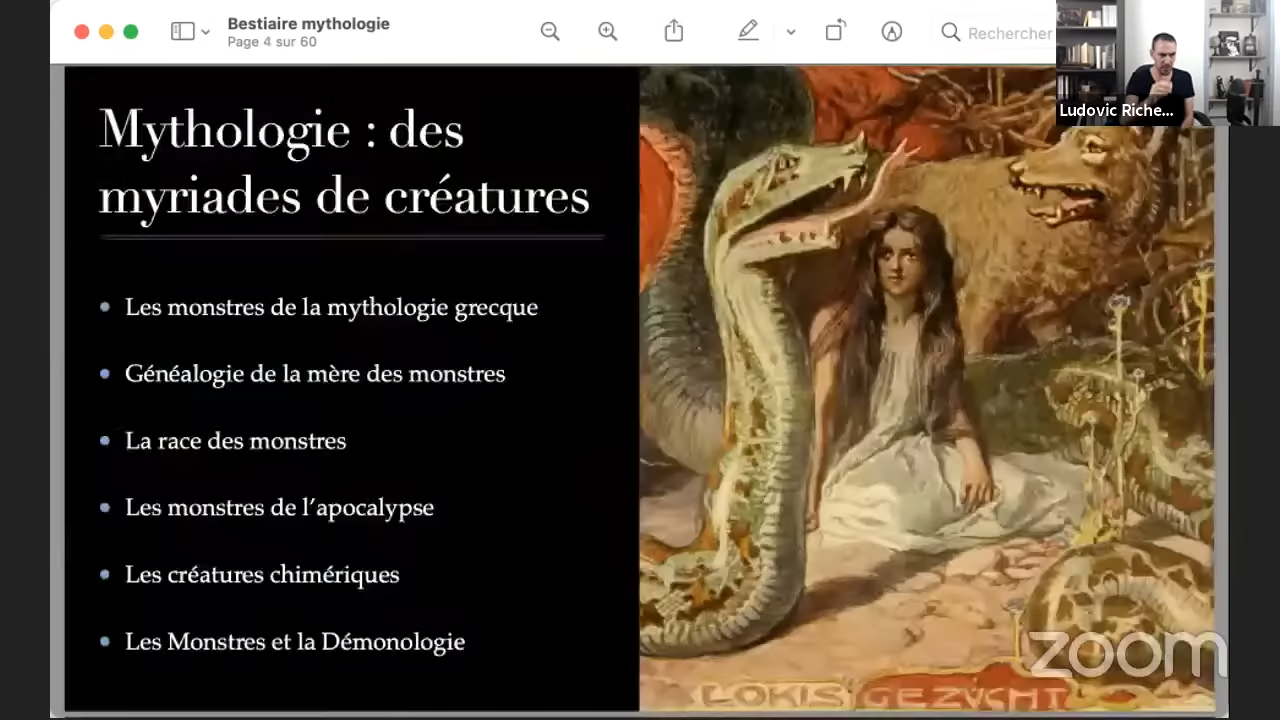 Bestiaire mythologie
Page 4 sur 60
Rechercher
Ludovic Riche...
Mythologie : des
myriades de créatures
Les monstres de la mythologie grecque
Généalogie de la mère des monstres
La race des monstres
Les monstres de l’apocalypse
Les créatures chimériques
Les Monstres et la Démonologie
zoom
LOKIS GEZÜCHT